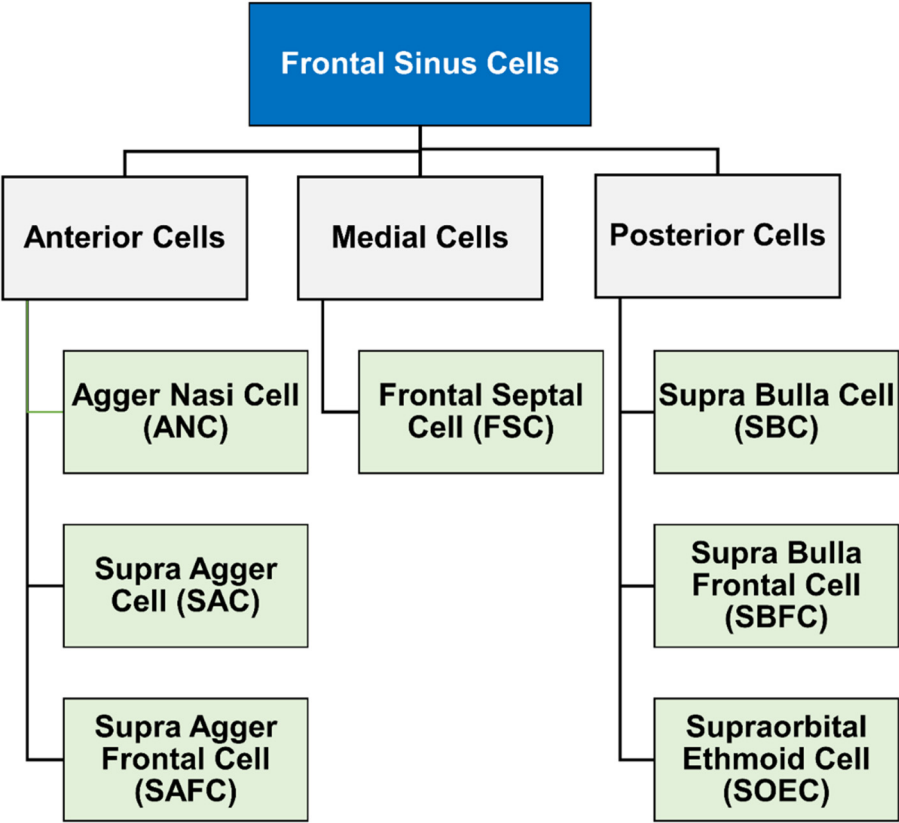 Frontal Sinus Cells
Anterior Cells
Medial Cells
Posterior Cells
Agger Nasi Cell
(ANC)
Supra Agger
Cell (SAC)
Supra Agger
Frontal Cell
(SAFC)
Frontal Septal
Cell (FSC)
Supra Bulla Cell
(SBC)
Supra Bulla
Frontal Cell
(SBFC)
Supraorbital
Ethmoid Cell
(SOEC)